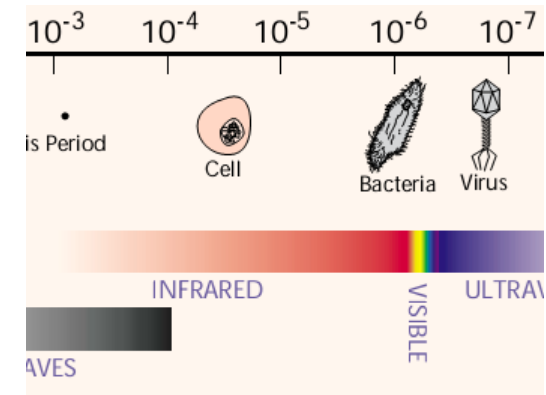 10-3 10-4 10-5 10-6 10-7
is Period
Cell
Bacteria
Virus
INFRARED
VISIBLE
ULTRAV
AVES